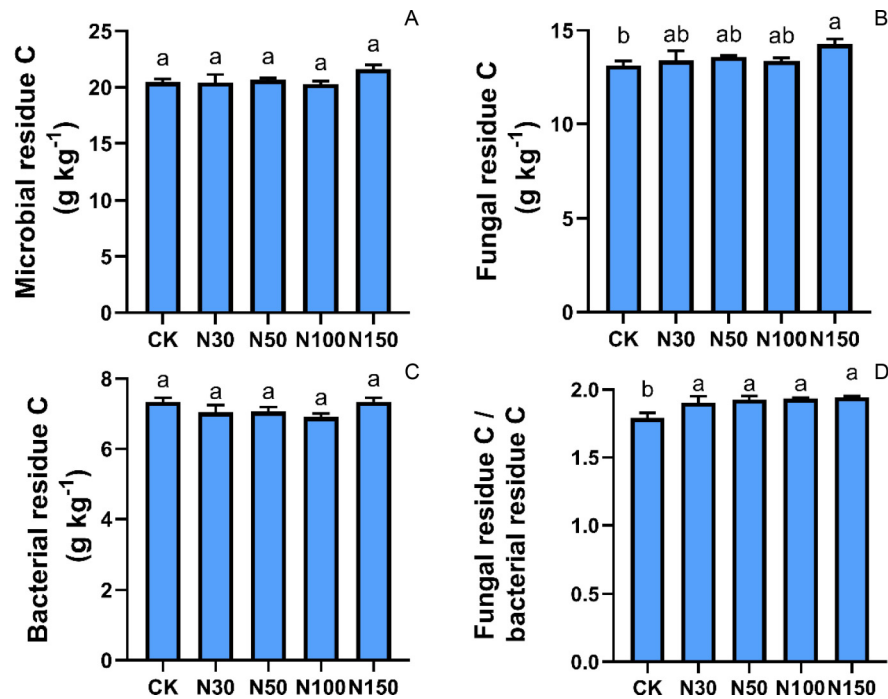 A
Microbial residue C
(g kg⁻¹)
25
20
15
10
5
0
a a a a a
CK N30 N50 N100 N150
B
Fungal residue C
(g kg⁻¹)
15
10
5
0
b ab ab ab a
CK N30 N50 N100 N150
C
Bacterial residue C
(g kg⁻¹)
8
6
4
2
0
a a a a a
CK N30 N50 N100 N150
D
Fungal residue C /
bacterial residue C
2.0
1.5
1.0
0.5
0.0
b a a a a
CK N30 N50 N100 N150